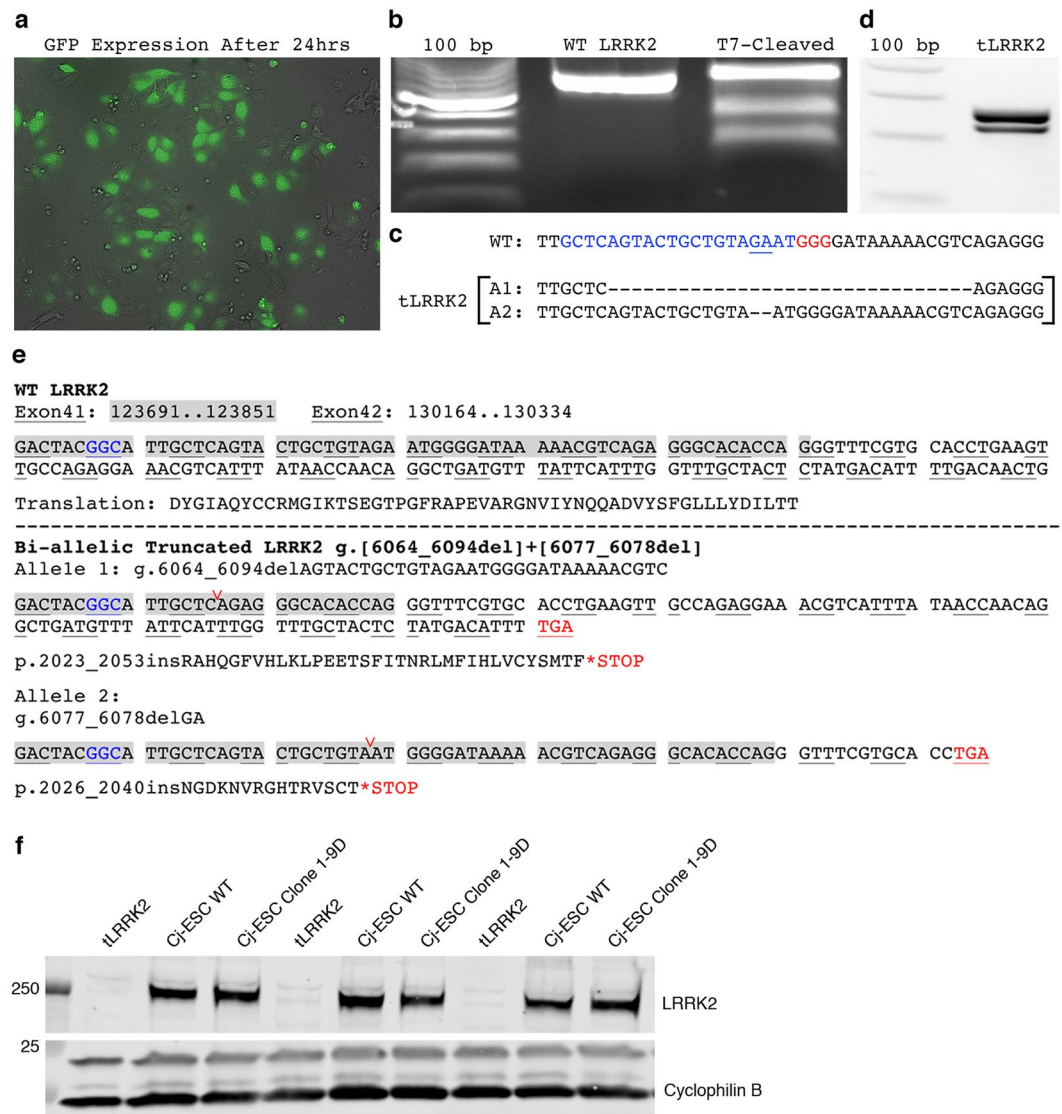 a
GFP Expression After 24hrs
b
100 bp WT LRRK2 T7-Cleaved
d
100 bp tLRRK2
c
WT: TTGCTCAGTACTGCTGTAGAATGGGGATAAAAACGTCAGAGGG
tLRRK2
A1: TTGCTC-------------------------------AGAGGG
A2: TTGCTCAGTACTGCTGTA--ATGGGGATAAAAACGTCAGAGGG
e
WT LRRK2
Exon41: 123691..123851 Exon42: 130164..130334
GACTACGGCA TTGCTCAGTA CTGCTGTAGA ATGGGGATAA AAACGTCAGA GGGCACACCA GGGTTTCGTG CACCTGAAGT
TGCCAGAGGA AACGTCATTT ATAACCAACA GGCTGATGTT TATTCATTTG GTTTGCTACT CTATGACATT TTGACAACTG
Translation: DYGIAQYCCRMGIKTSEGTPGFRAPEVARGNVIYNQQADVYSFGLLLYDILTT
Bi-allelic Truncated LRRK2 g.[6064_6094del]+[6077_6078del]
Allele 1: g.6064_6094delAGTACTGCTGTAGAATGGGGATAAAAACGTC
GACTACGGCA TTGCTCAGAG GGCACACCAG GGTTTCGTGC ACCTGAAGTT GCCAGAGGAA ACGTCATTTA TAACCAACAG
GCTGATGTTT ATTCATTTGG TTTGCTACTC TATGACATTT TGA
p.2023_2053insRAHQGFVHLKLPEETSFITNRLMFIHLVCYSMTF*STOP
Allele 2:
g.6077_6078delGA
GACTACGGCA TTGCTCAGTA CTGCTGTAAT GGGGATAAAA ACGTCAGAGG GCACACCAGG GTTTCGTGCA CCTGA
p.2026_2040insNGDKNVRGHTRVSCT*STOP
f
tLRRK2 Cj-ESC WT Cj-ESC Clone 1-9D tLRRK2 Cj-ESC WT Cj-ESC Clone 1-9D tLRRK2 Cj-ESC WT Cj-ESC Clone 1-9D
250
LRRK2
25
Cyclophilin B